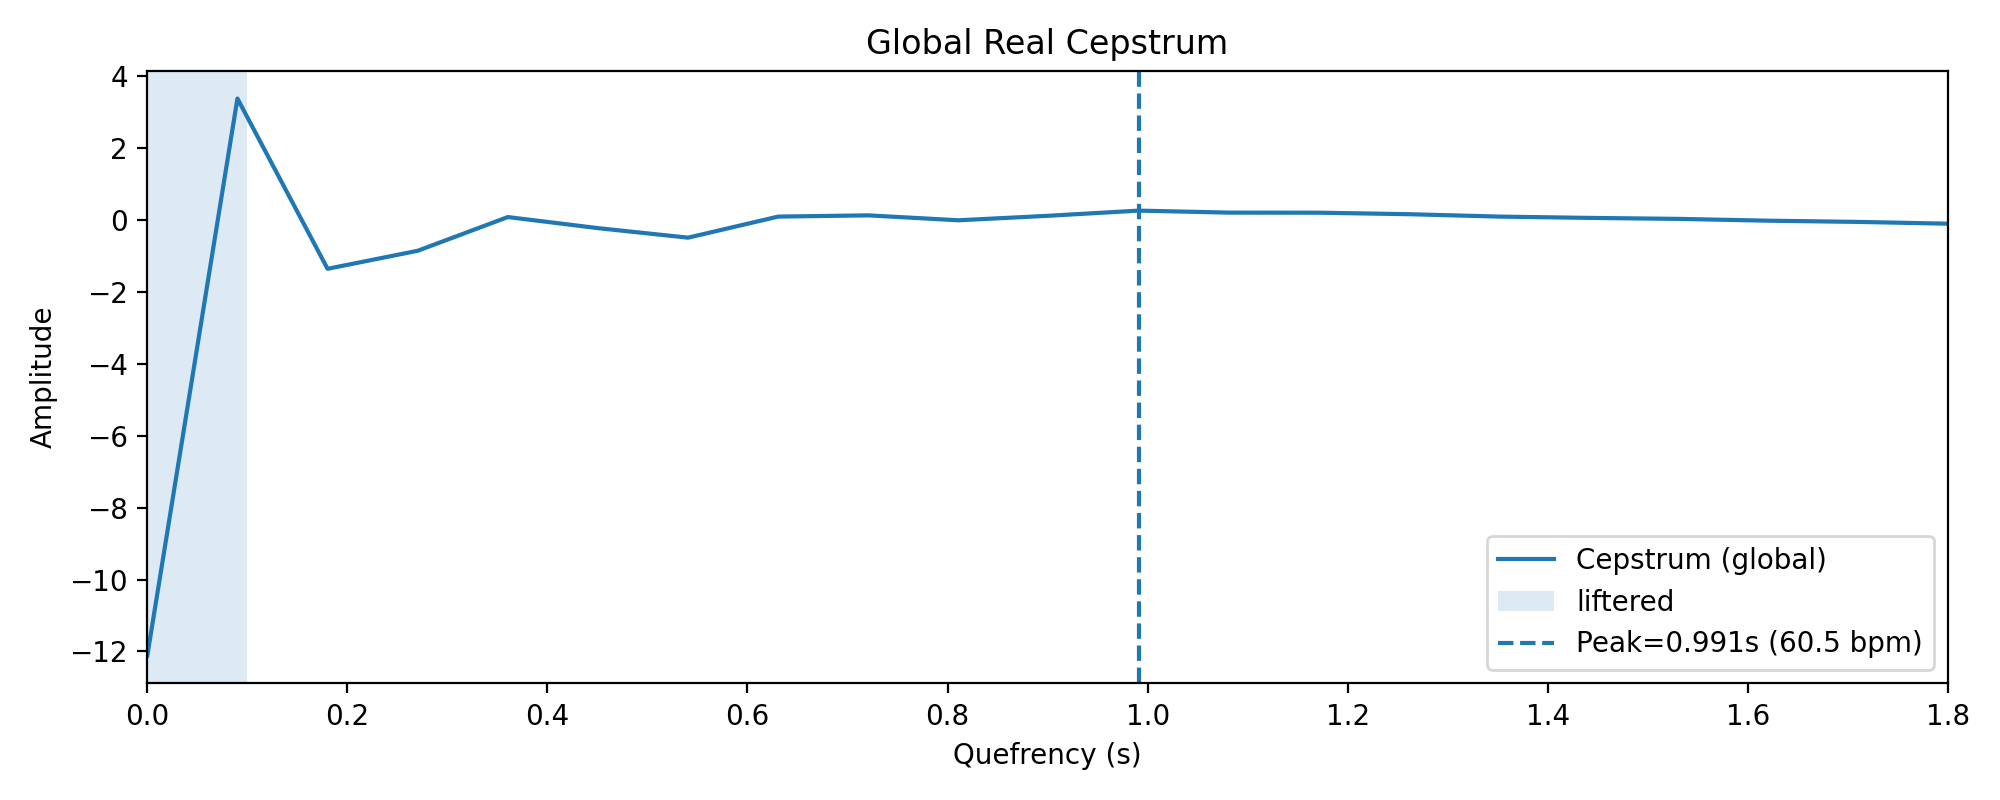 Global Real Cepstrum
4
2
0
−2
−4
−6
−8
−10
−12
Amplitude
0.0 0.2 0.4 0.6 0.8 1.0 1.2 1.4 1.6 1.8
Quefrency (s)
Cepstrum (global)
liftered
Peak=0.991s (60.5 bpm)